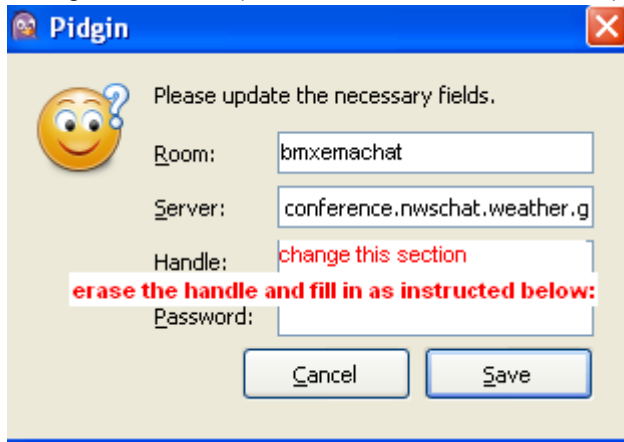 Pidgin
Please update the necessary fields.
Room: bmxemachat
Server: conference.nwschat.weather.g
Handle: change this section
erase the handle and fill in as instructed below:
Password:
Cancel Save